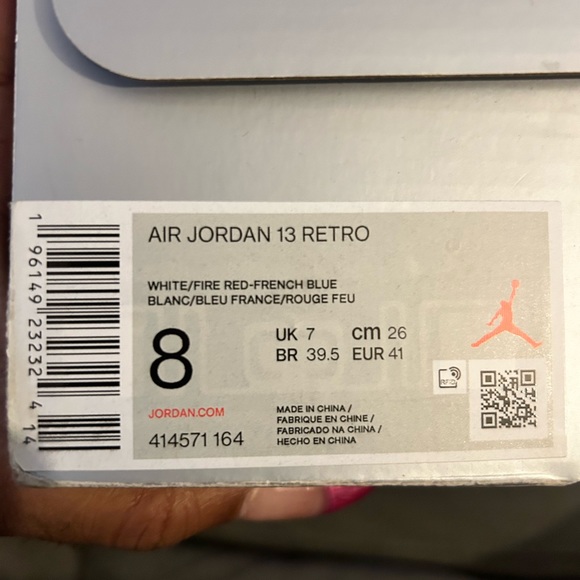 AIR JORDAN 13 RETRO
WHITE/FIRE RED-FRENCH BLUE
BLANC/BLEU FRANCE/ROUGE FEU
8
UK 7 cm 26
BR 39.5 EUR 41
RFID
JORDAN.COM
414571 164
MADE IN CHINA /
FABRIQUE EN CHINE /
FABRICADO NA CHINA /
HECHO EN CHINA
1 96149 23232 4 14